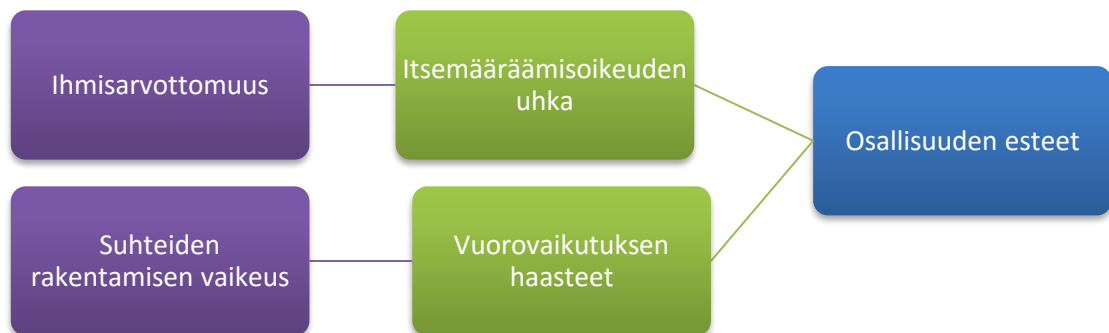 Ihmisarvottomuus
Itsemääräämisoikeuden
uhka
Osallisuuden esteet
Suhteiden
rakentamisen vaikeus
Vuorovaikutuksen
haasteet